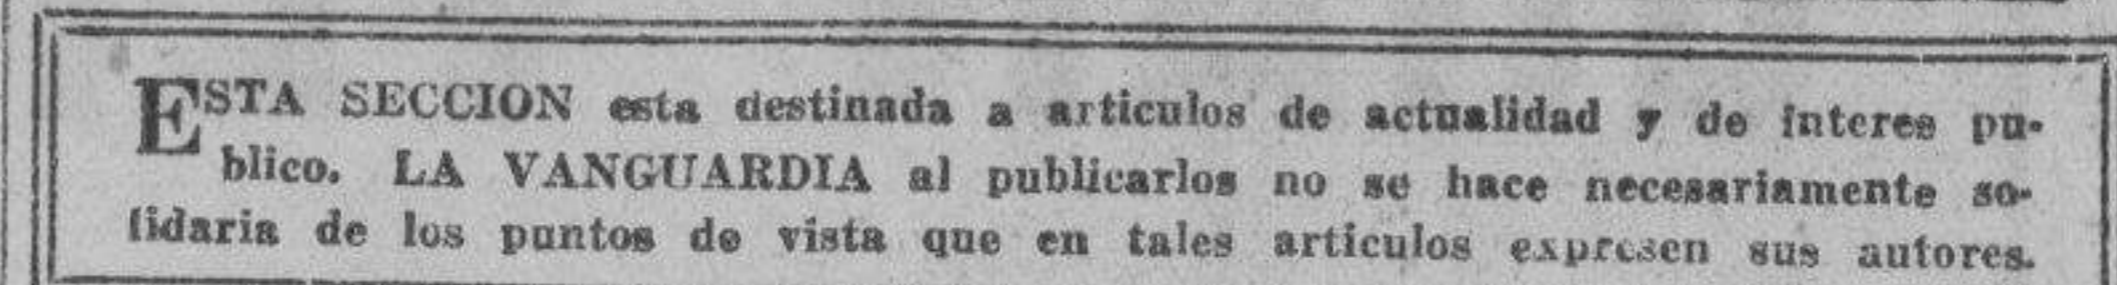 ESTA SECCION esta destinada a articulos de actualidad y de interes pu-
blico. LA VANGUARDIA al publicarlos no se hace necesariamente so-
lidaria de los puntos de vista que en tales articulos expresen sus autores.